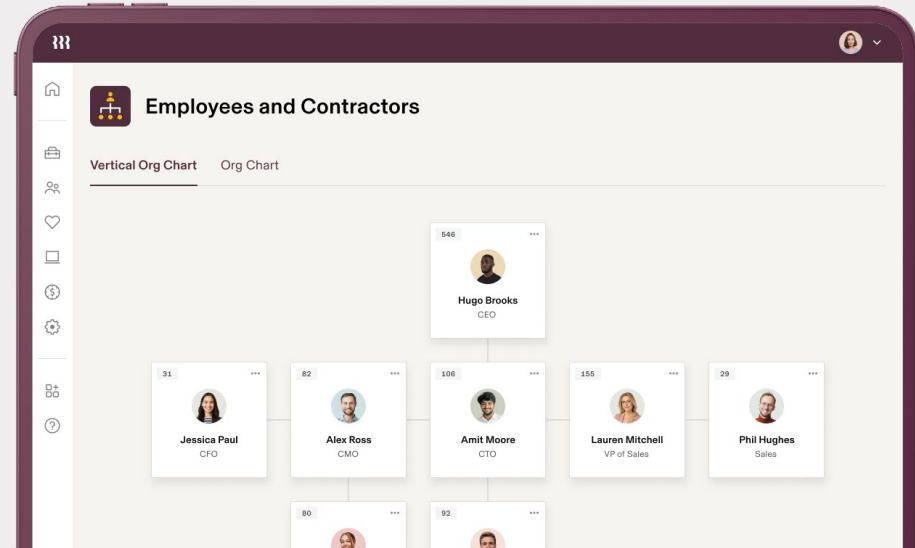 Employees and Contractors
Vertical Org Chart
Org Chart
546
Hugo Brooks
CEO
31
Jessica Paul
CFO
82
Alex Ross
CMO
106
Amit Moore
CTO
155
Lauren Mitchell
VP of Sales
29
Phil Hughes
Sales
80
92